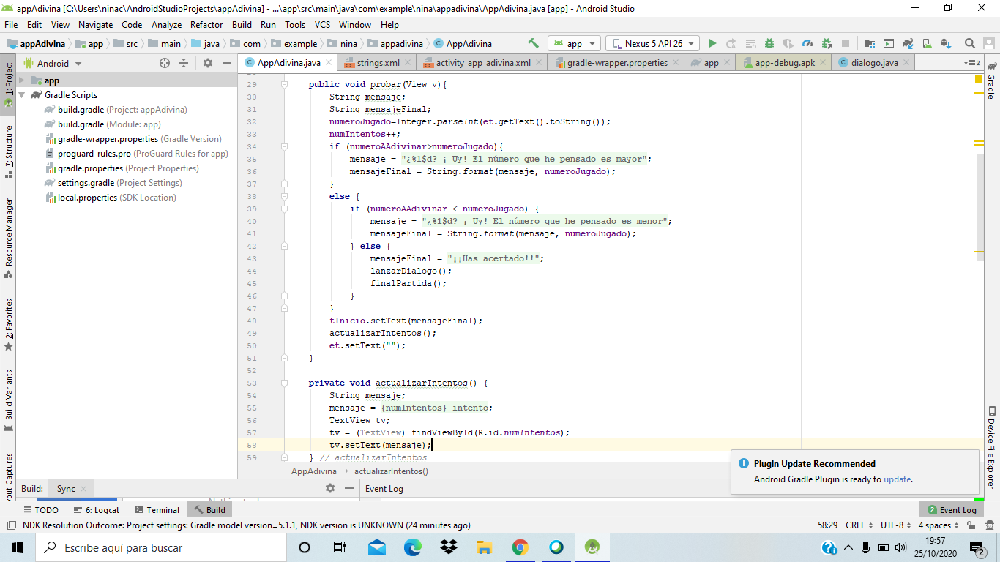 appAdivina [C:\Users\ninac\AndroidStudioProjects\appAdivina] - ...\app\src\main\java\com\example\nina\appadivina\AppAdivina.java [app] - Android Studio
File Edit View Navigate Code Analyze Refactor Build Run Tools VCS Window Help
appAdivina app src main java com example nina appadivina AppAdivina app Nexus 5 API 26
Android
AppAdivina.java strings.xml activity_app_adivina.xml gradle-wrapper.properties app app-debug.apk dialogo.java 2
1: Project
7: Structure
Resource Manager
2: Favorites
Build Variants
yout Captures
app
Gradle Scripts
build.gradle (Project: appAdivina)
build.gradle (Module: app)
gradle-wrapper.properties (Gradle Version)
proguard-rules.pro (ProGuard Rules for app)
gradle.properties (Project Properties)
settings.gradle (Project Settings)
local.properties (SDK Location)
29 public void probar(View v){
30 String mensaje;
31 String mensajeFinal;
32 numeroJugado=Integer.parseInt(et.getText().toString());
33 numIntentos++;
34 if (numeroAAdivinar>numeroJugado){
35 mensaje = "¿%1$d? ¡ Uy! El número que he pensado es mayor";
36 mensajeFinal = String.format(mensaje, numeroJugado);
37 }
38 else {
39 if (numeroAAdivinar < numeroJugado) {
40 mensaje = "¿%1$d? ¡ Uy! El número que he pensado es menor";
41 mensajeFinal = String.format(mensaje, numeroJugado);
42 } else {
43 mensajeFinal = "¡¡Has acertado!!";
44 lanzarDialogo();
45 finalPartida();
46 }
47 }
48 tInicio.setText(mensajeFinal);
49 actualizarIntentos();
50 et.setText("");
51 }
52
53 private void actualizarIntentos() {
54 String mensaje;
55 mensaje = {numIntentos} intento;
56 TextView tv;
57 tv = (TextView) findViewById(R.id.numIntentos);
58 tv.setText(mensaje);
59 } // actualizarIntentos
AppAdivina actualizarIntentos()
Gradle
Device File Explorer
Plugin Update Recommended
Android Gradle Plugin is ready to update.
Build: Sync Event Log
TODO 6: Logcat Terminal Build 2 Event Log
NDK Resolution Outcome: Project settings: Gradle model version=5.1.1, NDK version is UNKNOWN (24 minutes ago) 58:29 CRLF UTF-8 4 spaces
Escribe aquí para buscar
19:57
25/10/2020
2